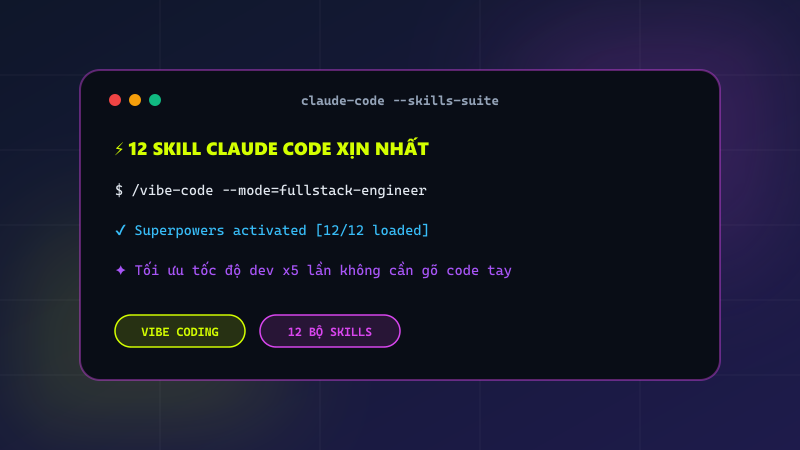 claude-code --skills-suite
⚡ 12 SKILL CLAUDE CODE XỊN NHẤT
$ /vibe-code --mode=fullstack-engineer
✓ Superpowers activated [12/12 loaded]
✦ Tối ưu tốc độ dev x5 lần không cần gõ code tay
VIBE CODING
12 BỘ SKILLS